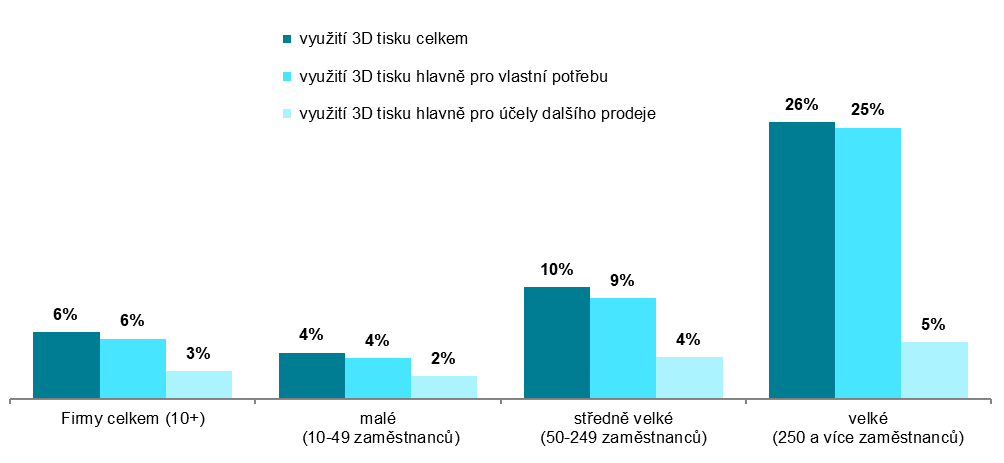 využití 3D tisku celkem
využití 3D tisku hlavně pro vlastní potřebu
využití 3D tisku hlavně pro účely dalšího prodeje
6%
6%
3%
4%
4%
2%
10%
9%
4%
26%
25%
5%
Firmy celkem (10+)
malé
(10-49 zaměstnanců)
středně velké
(50-249 zaměstnanců)
velké
(250 a více zaměstnanců)